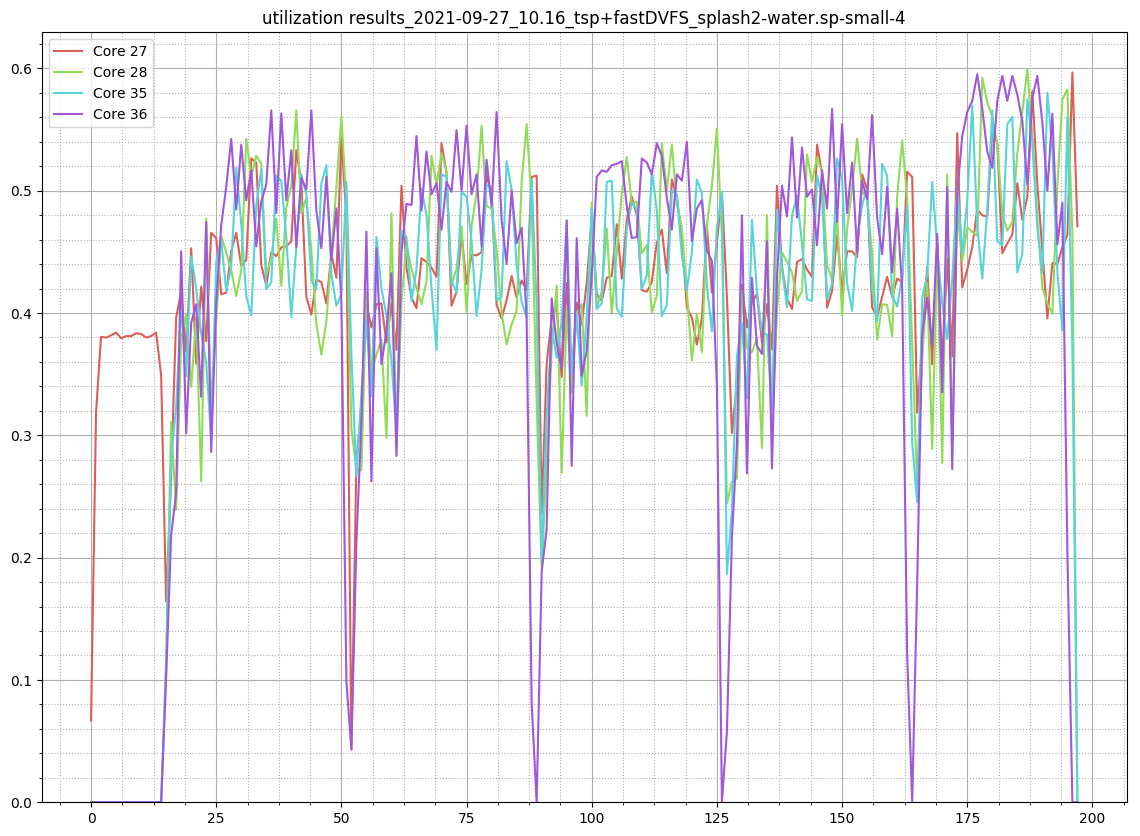 utilization results_2021-09-27_10.16_tsp+fastDVFS_splash2-water.sp-small-4
Core 27
Core 28
Core 35
Core 36
0.6
0.5
0.4
0.3
0.2
0.1
0.0
0 25 50 75 100 125 150 175 200